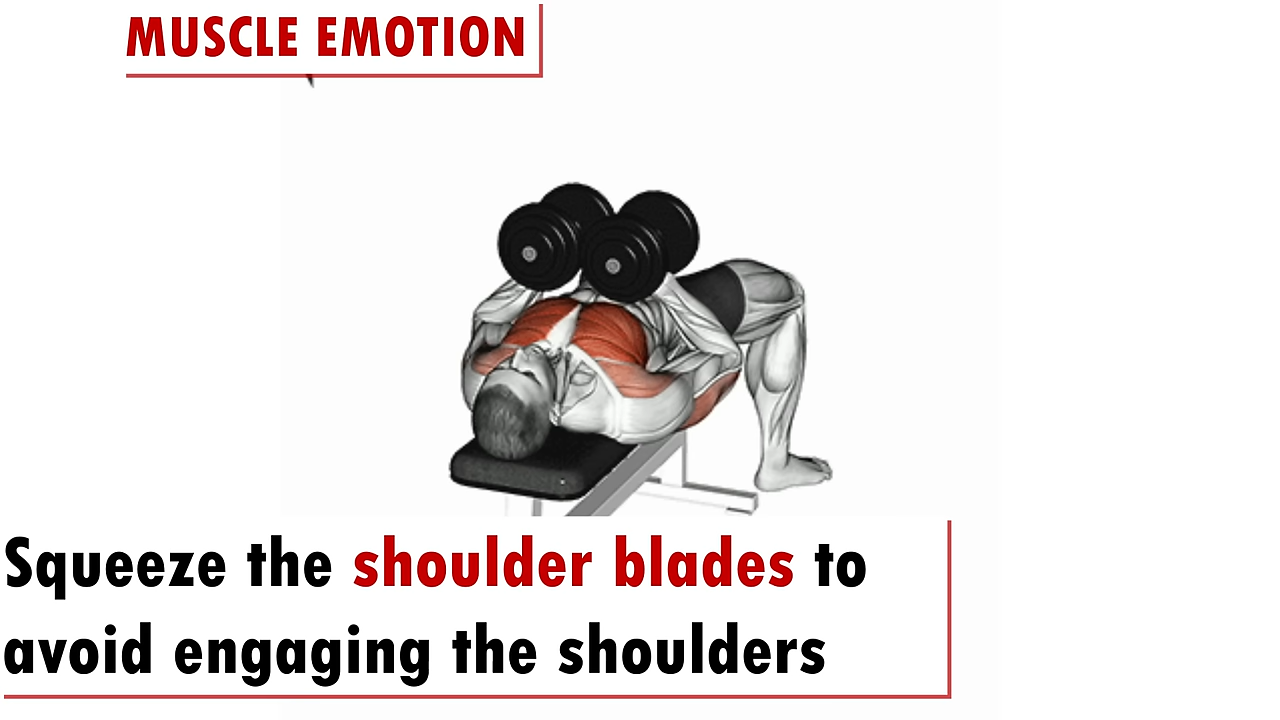 MUSCLE EMOTION
Squeeze the shoulder blades to
avoid engaging the shoulders